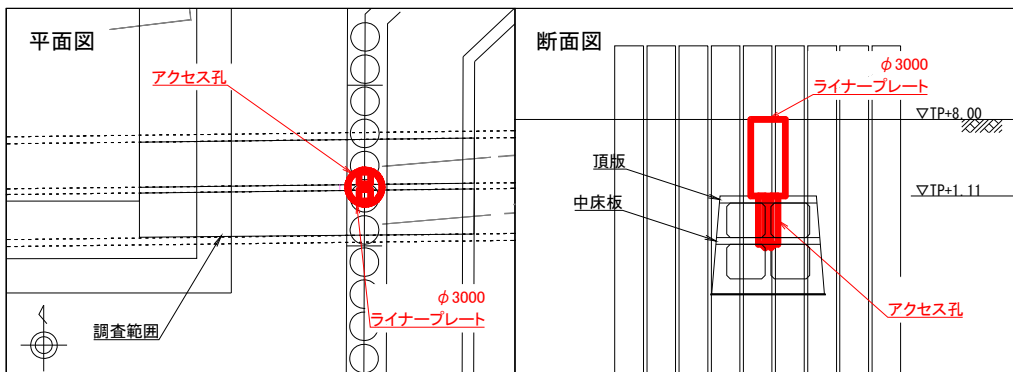 平面図
アクセス孔
φ3000
ライナープレート
調査範囲
断面図
φ3000
ライナープレート
▽TP+8.00
頂版
▽TP+1.11
中床板
アクセス孔